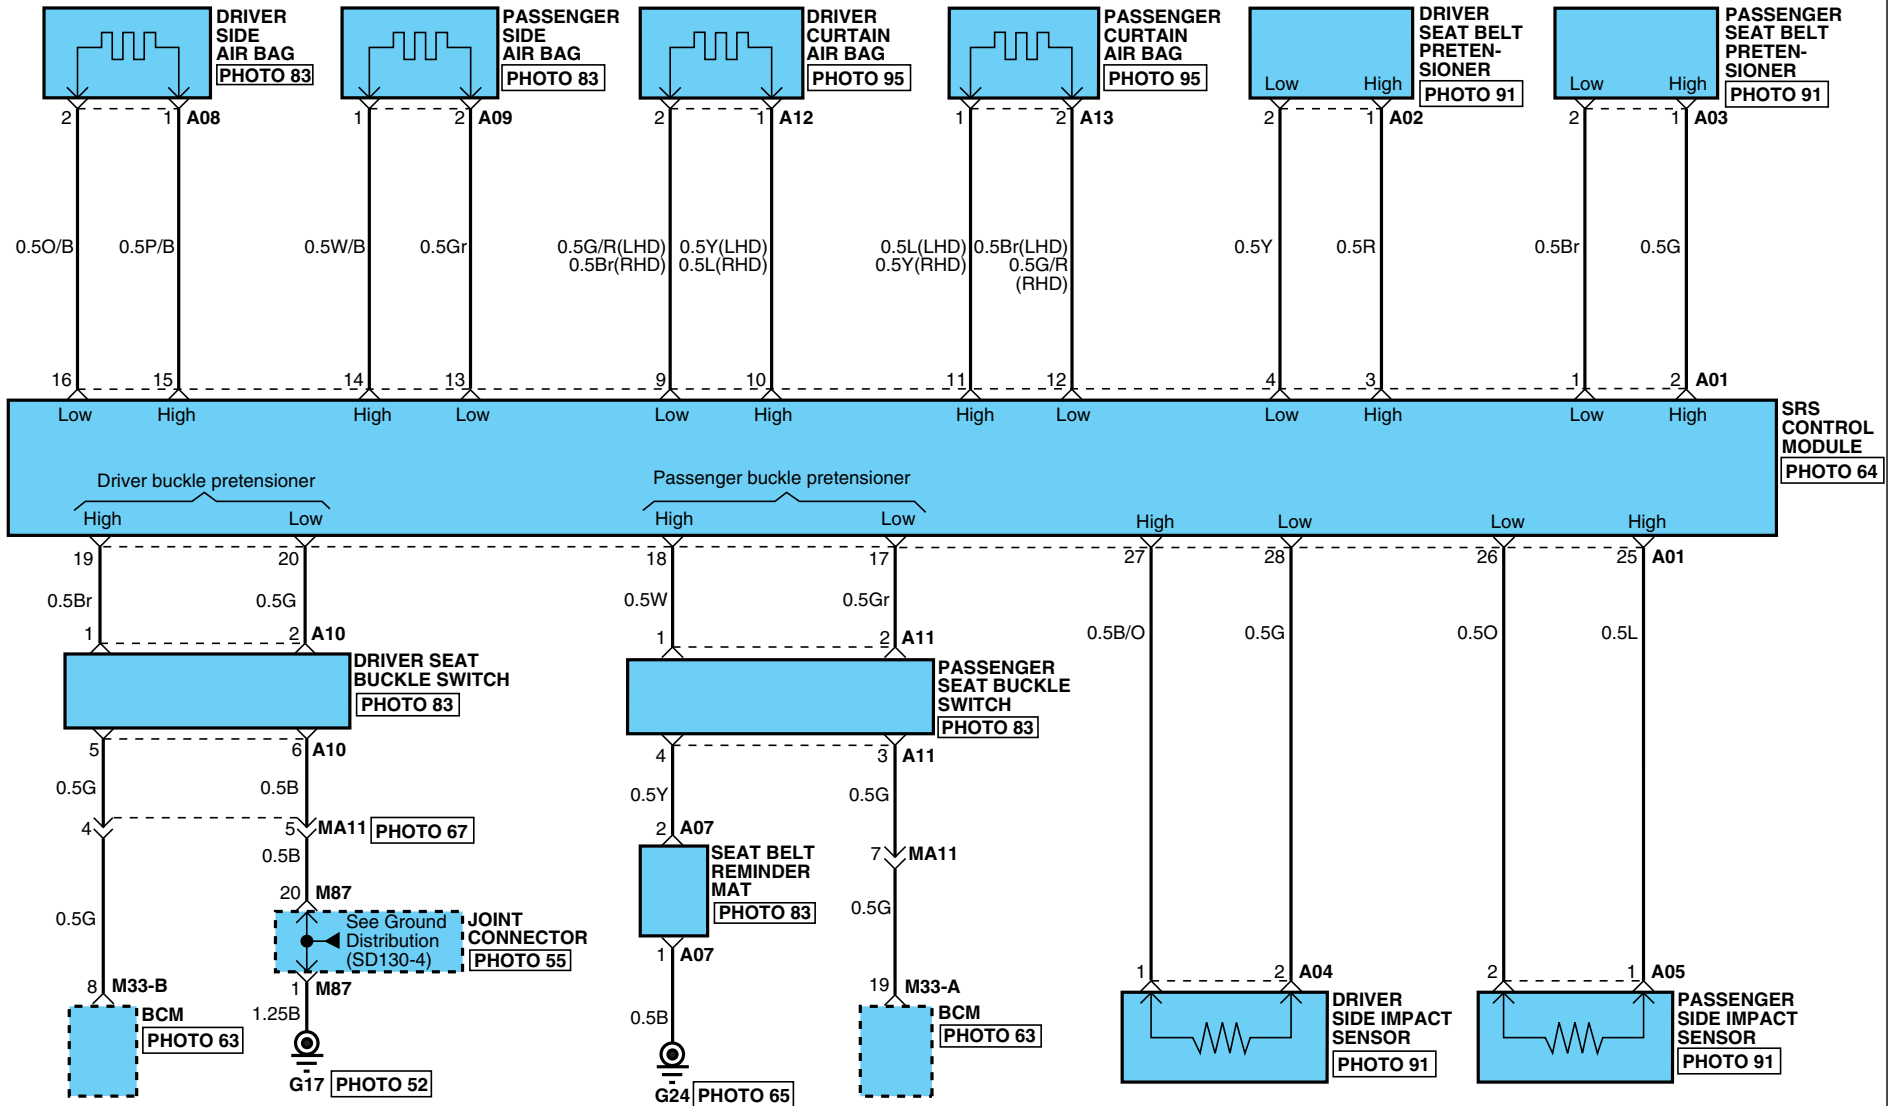 DRIVER
SIDE
AIR BAG
PHOTO 83
PASSENGER
SIDE
AIR BAG
PHOTO 83
DRIVER
CURTAIN
AIR BAG
PHOTO 95
PASSENGER
CURTAIN
AIR BAG
PHOTO 95
Low High
DRIVER
SEAT BELT
PRETEN-
SIONER
PHOTO 91
Low High
PASSENGER
SEAT BELT
PRETEN-
SIONER
PHOTO 91
2 1 A08 1 2 A09 2 1 A12 1 2 A13 2 1 A02 2 1 A03
0.5O/B 0.5P/B 0.5W/B 0.5Gr 0.5G/R(LHD) 0.5Y(LHD) 0.5L(LHD) 0.5Br(LHD) 0.5Y 0.5R 0.5Br 0.5G
0.5Br(RHD) 0.5L(RHD) 0.5Y(RHD) 0.5G/R
(RHD)
16 15 14 13 9 10 11 12 4 3 1 2 A01
Low High High Low Low High High Low Low High Low High
SRS
CONTROL
MODULE
PHOTO 64
Driver buckle pretensioner Passenger buckle pretensioner
High Low High Low High Low Low High
19 20 18 17 27 28 26 25 A01
0.5Br 0.5G 0.5W 0.5Gr
0.5B/O 0.5G 0.5O 0.5L
1 2 A10 1 2 A11
DRIVER SEAT
BUCKLE SWITCH
PHOTO 83
PASSENGER
SEAT BUCKLE
SWITCH
PHOTO 83
5 6 A10 4 3 A11
0.5G 0.5B 0.5Y 0.5G
4 5 MA11 PHOTO 67
2 A07
7 MA11
0.5B
SEAT BELT
REMINDER
MAT
PHOTO 83
20 M87
0.5G
0.5G
See Ground
Distribution
(SD130-4)
JOINT
CONNECTOR
PHOTO 55
1 A07
8 M33-B 1 M87 19 M33-A
1 2 A04 2 1 A05
BCM
PHOTO 63
1.25B
0.5B
BCM
PHOTO 63
DRIVER
SIDE IMPACT
SENSOR
PHOTO 91
PASSENGER
SIDE IMPACT
SENSOR
PHOTO 91
G17 PHOTO 52
G24 PHOTO 65